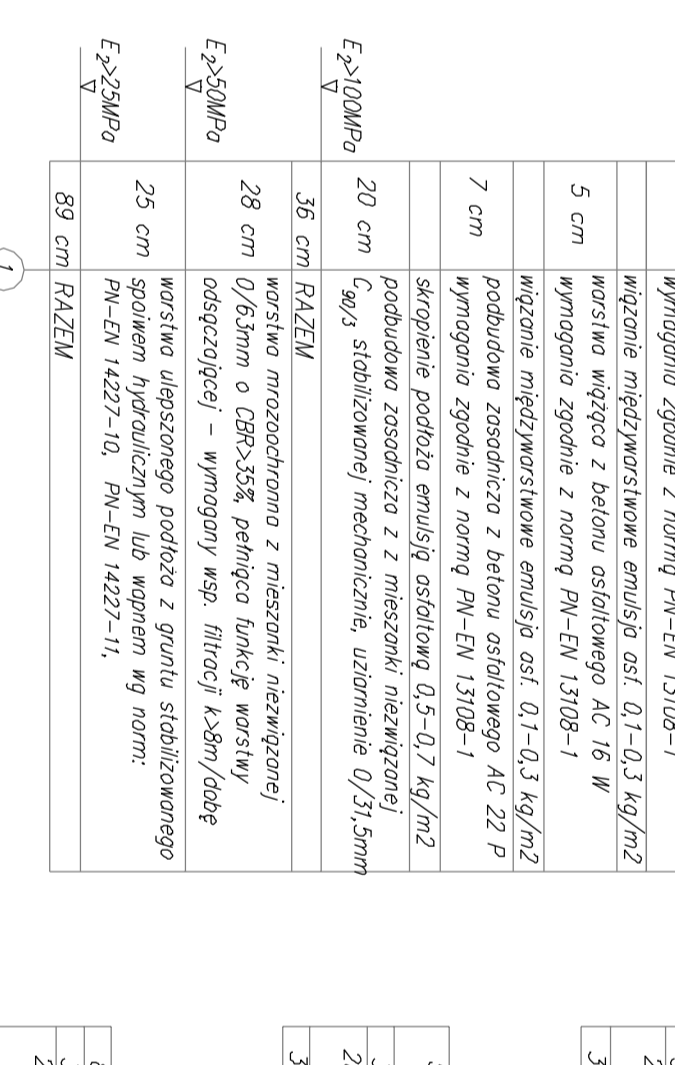 wymagania zgodnie z normą PN-EN 13108-1
wiązanie międzywarstwowe emulsja asf. 0,1-0,3 kg/m2
5 cm warstwa wiążąca z betonu asfaltowego AC 16 W
wymagania zgodnie z normą PN-EN 13108-1
wiązanie międzywarstwowe emulsja asf. 0,1-0,3 kg/m2
7 cm podbudowa zasadnicza z betonu asfaltowego AC 22 P
wymagania zgodnie z normą PN-EN 13108-1
skropienie podłoża emulsją asfaltową 0,5-0,7 kg/m2
20 cm podbudowa zasadnicza z z mieszanki niezwiązanej
C90/3 stabilizowanej mechanicznie, uziarnienie 0/31,5mm
E2>100MPa
36 cm RAZEM
28 cm warstwa mrozoochronna z mieszanki niezwiązanej
0/63mm o CBR>35%, pełniąca funkcję warstwy
odsączającej - wymagany wsp. filtracji k>8m/dobę
E2>50MPa
25 cm warstwa ulepszonego podłoża z gruntu stabilizowanego
spoiwem hydraulicznym lub wapnem wg norm:
PN-EN 14227-10, PN-EN 14227-11,
E2>25MPa
89 cm RAZEM
1